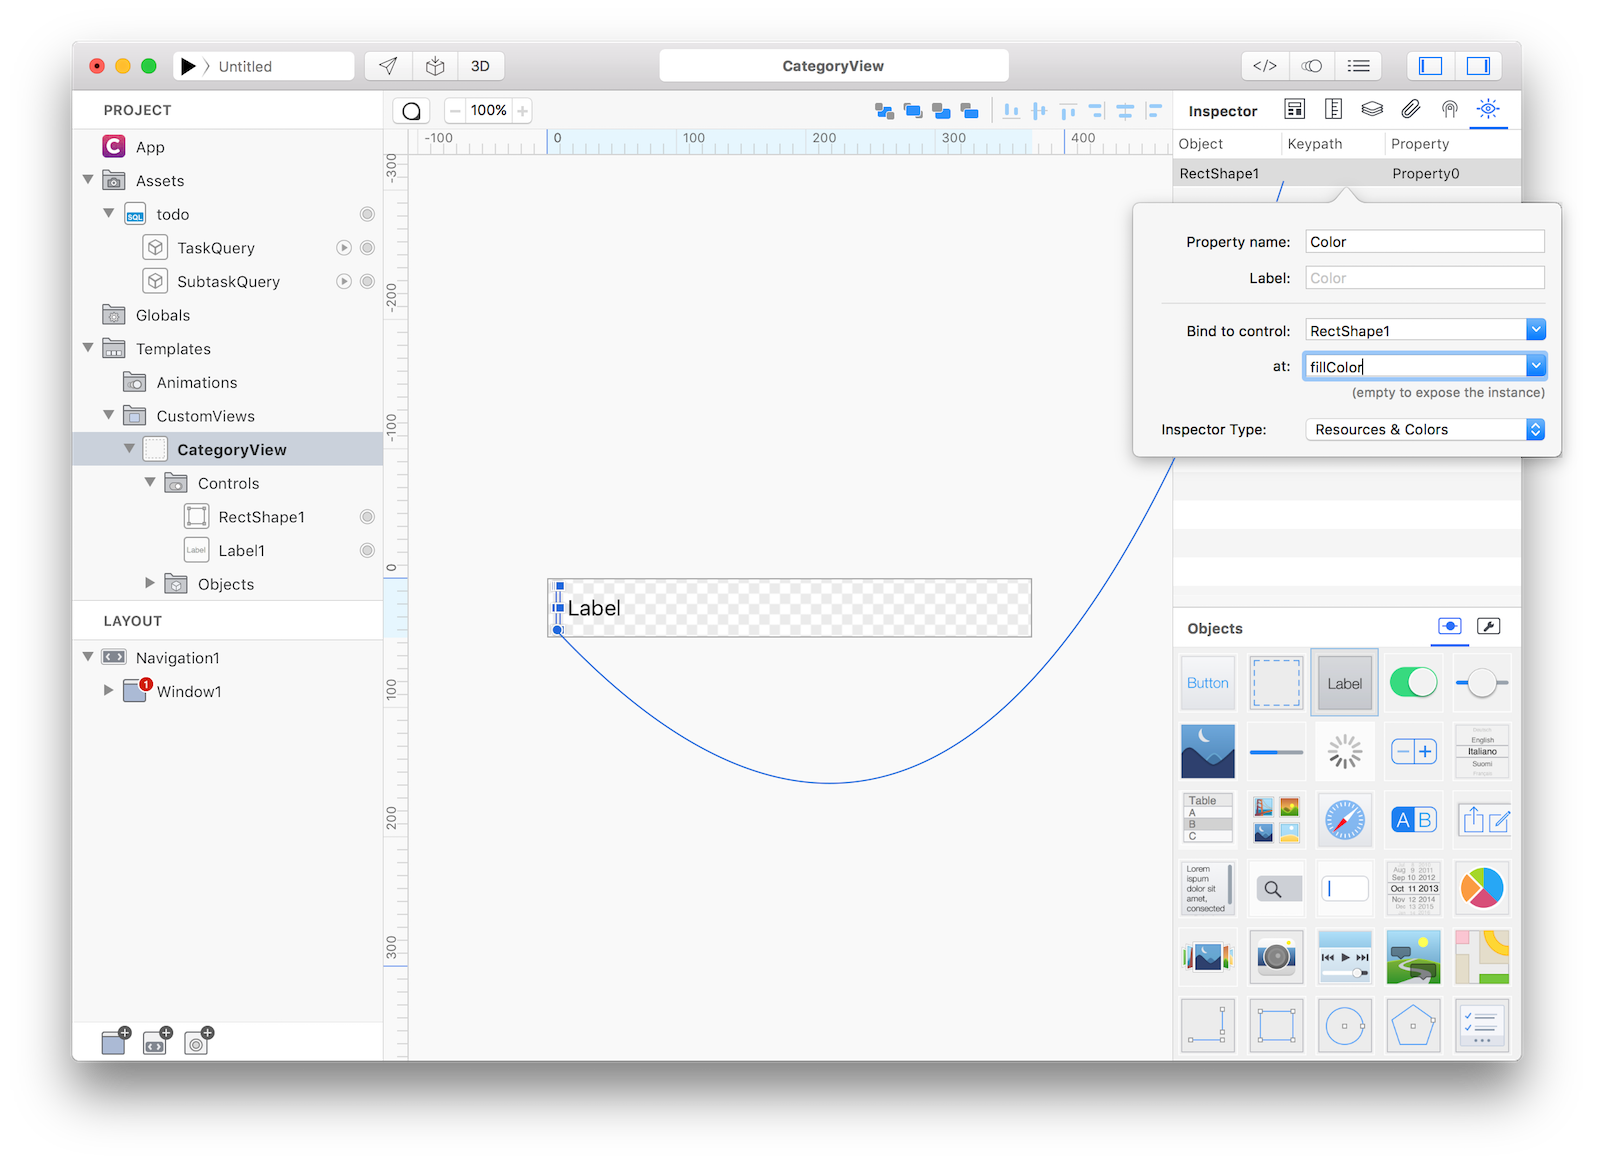 Untitled
3D
CategoryView
</>
PROJECT
100%
Inspector
App
-100
0
100
200
300
400
Object
Keypath
Property
Assets
-300
RectShape1
Property0
todo
SQL
TaskQuery
Property name:
Color
SubtaskQuery
-200
Label:
Color
Globals
Bind to control:
RectShape1
Templates
at:
fillColor
Animations
(empty to expose the instance)
CustomViews
-100
Inspector Type:
Resources & Colors
CategoryView
Controls
RectShape1
Label
Label1
0
Objects
Label
LAYOUT
Objects
Navigation1
1
Window1
100
Button
Label
English
Italiano
Suomi
200
Table
A
B
C
A B
Lorem
ispum
dolor sit
amet,
consected
Aug 9 2011
Sep 10 2012
Oct 11 2013
Nov 12 2014
Dec 13 2015
300